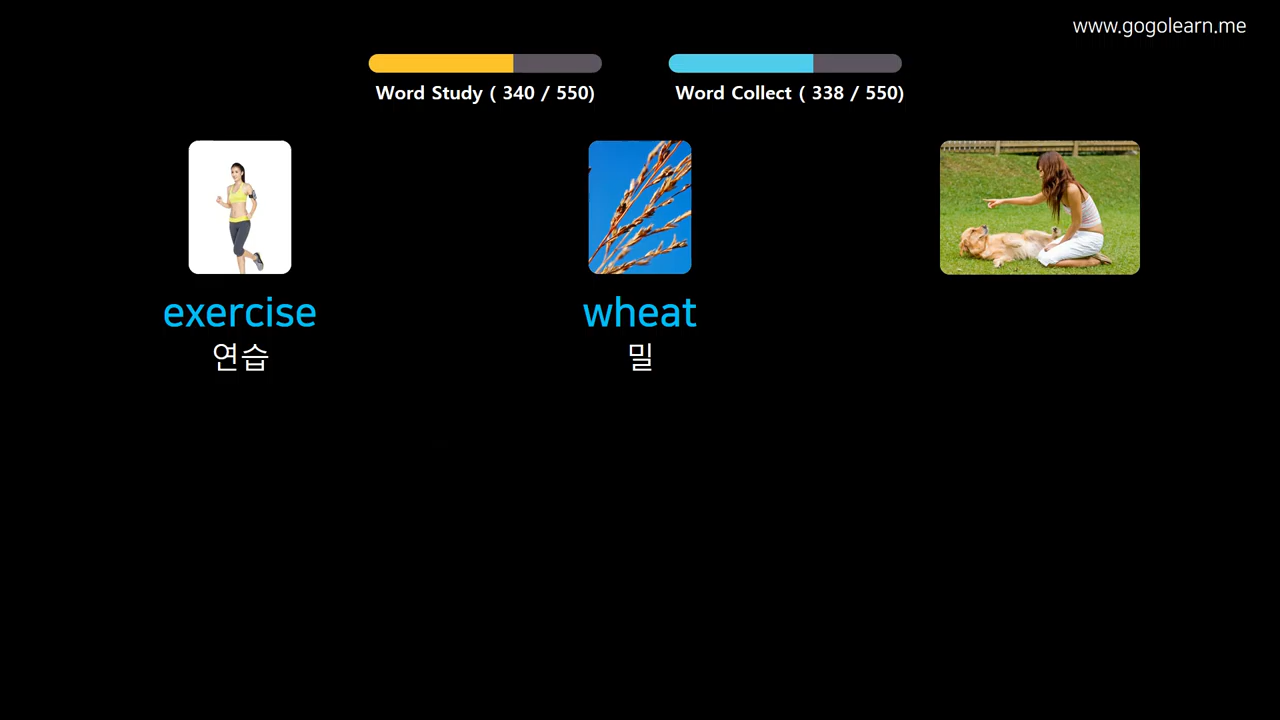 www.gogolearn.me
Word Study ( 340 / 550)
Word Collect ( 338 / 550)
exercise
연습
wheat
밀